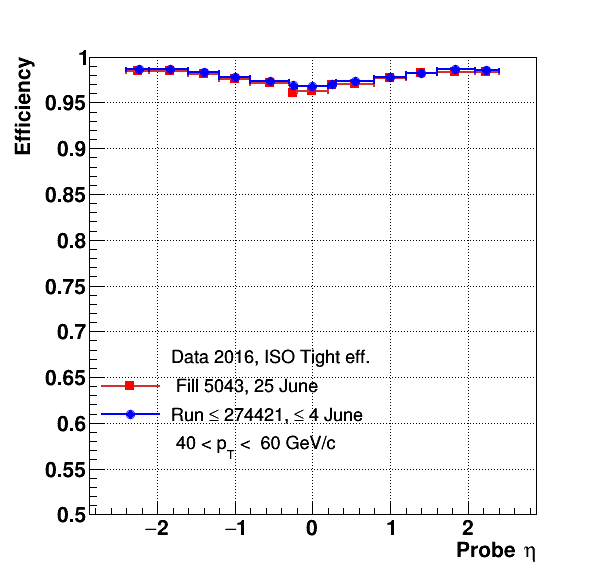 Efficiency
1
0.95
0.9
0.85
0.8
0.75
0.7
0.65
0.6
0.55
0.5
Data 2016, ISO Tight eff.
Fill 5043, 25 June
Run ≤ 274421, ≤ 4 June
40 < p_T < 60 GeV/c
−2 −1 0 1 2
Probe η